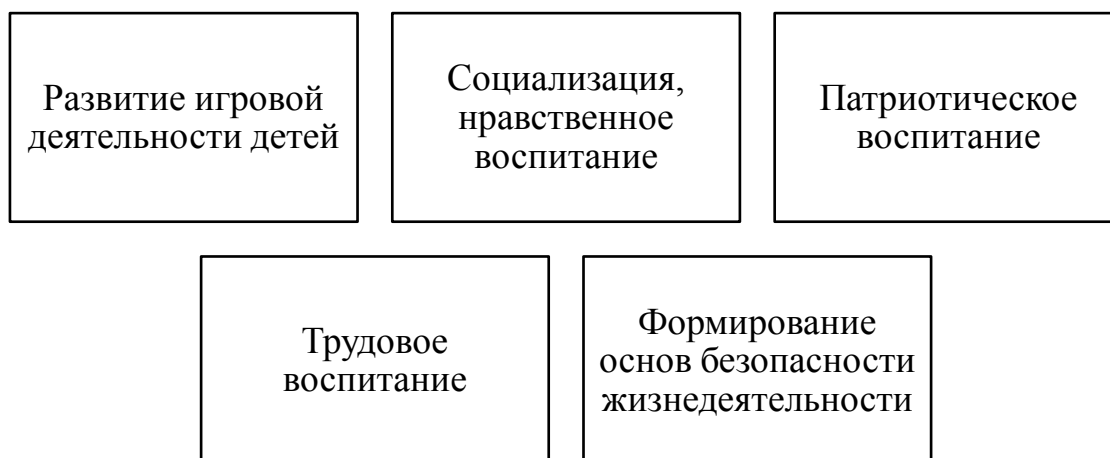 Развитие игровой
деятельности детей
Социализация,
нравственное
воспитание
Патриотическое
воспитание
Трудовое
воспитание
Формирование
основ безопасности
жизнедеятельности